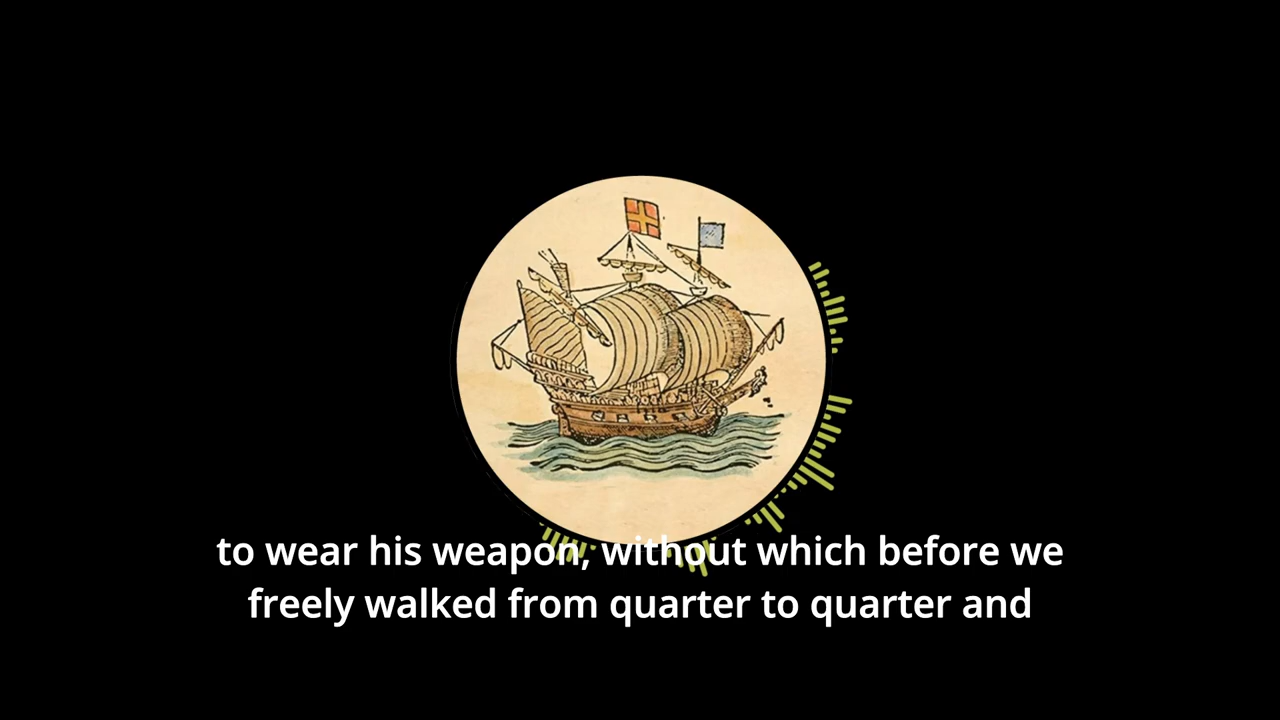 to wear his weapon, without which before we
freely walked from quarter to quarter and